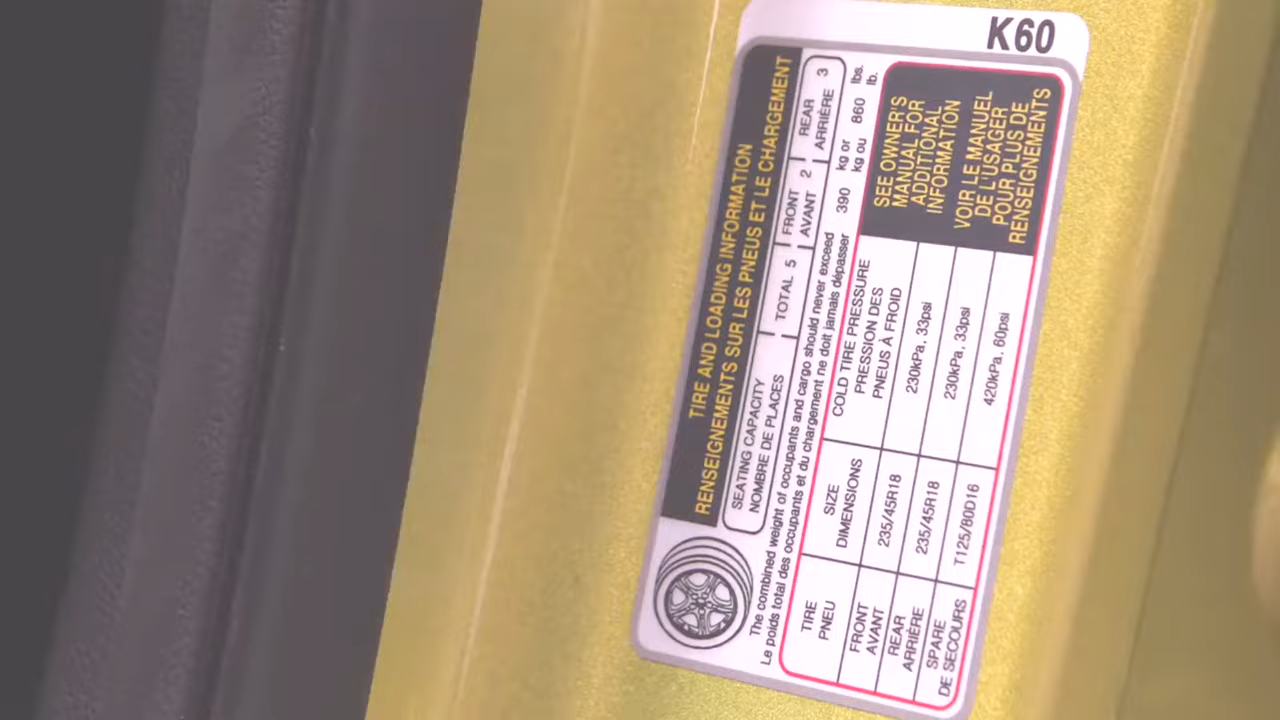 K60
TIRE AND LOADING INFORMATION
RENSEIGNEMENTS SUR LES PNEUS ET LE CHARGEMENT
SEATING CAPACITY
NOMBRE DE PLACES
TOTAL 5
FRONT
AVANT
2
REAR
ARRIÈRE
3
The combined weight of occupants and cargo should never exceed 390 kg or 860 lbs.
Le poids total des occupants et du chargement ne doit jamais dépasser kg ou lb.
TIRE
PNEU
SIZE
DIMENSIONS
COLD TIRE PRESSURE
PRESSION DES
PNEUS À FROID
FRONT
AVANT
235/45R18
230kPa, 33psi
REAR
ARRIÈRE
235/45R18
230kPa, 33psi
SPARE
DE SECOURS
T125/80D16
420kPa, 60psi
SEE OWNER'S
MANUAL FOR
ADDITIONAL
INFORMATION
VOIR LE MANUEL
DE L'USAGER
POUR PLUS DE
RENSEIGNEMENTS